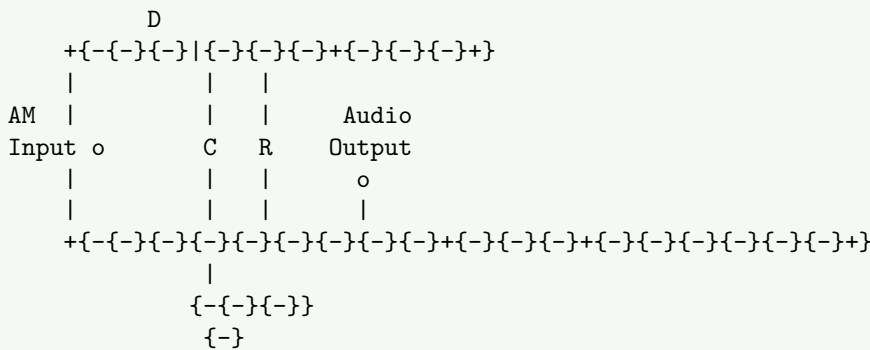 D
+{-{-}{-}|{-}{-}{-}+{-}{-}{-}+}
| | |
AM | | | Audio
Input o C R Output
| | | o
| | | |
+{-{-}{-}{-}{-}{-}{-}{-}{-}+{-}{-}{-}+{-}{-}{-}{-}{-}{-}+}
|
{-{-}{-}}
{-}